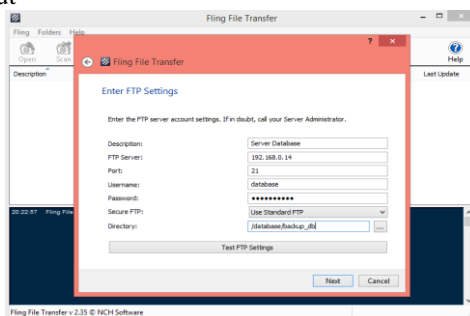 Fling File Transfer
Fling Folders Help
Open Scan Help
Description Last Update
Fling File Transfer
Enter FTP Settings
Enter the FTP server account settings. If in doubt, call your Server Administrator.
Description: Server Database
FTP Server: 192.168.0.14
Port: 21
Username: database
Password: ●●●●●●●●●●
Secure FTP: Use Standard FTP
Directory: /database/backup_db ...
Test FTP Settings
20:22:57 Fling File
Next Cancel
Fling File Transfer v 2.35 © NCH Software